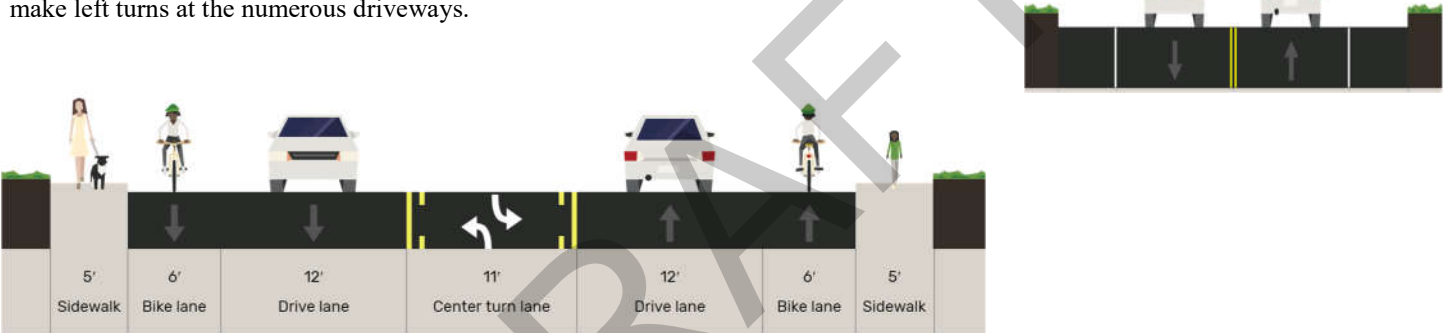 make left turns at the numerous driveways.
5' 6' 12' 11' 12' 6' 5'
Sidewalk Bike lane Drive lane Center turn lane Drive lane Bike lane Sidewalk